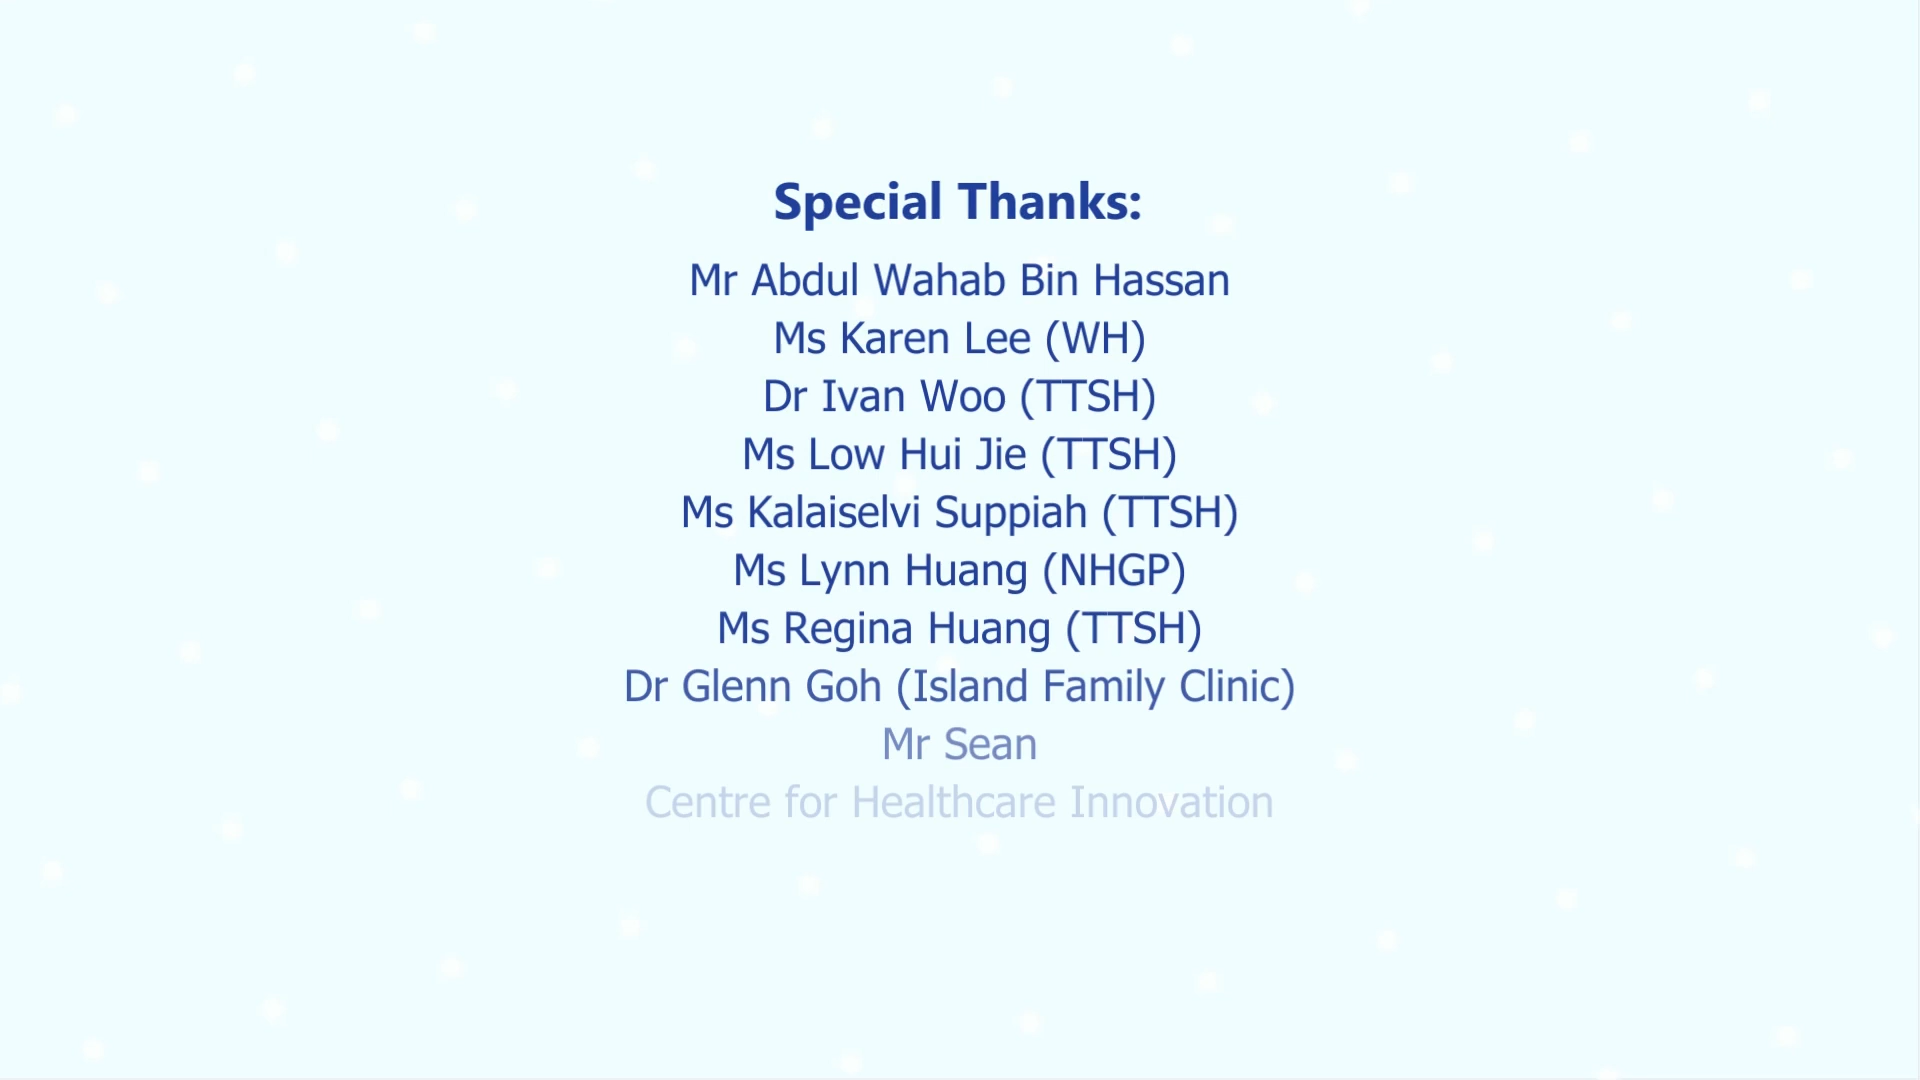 Special Thanks:
Mr Abdul Wahab Bin Hassan
Ms Karen Lee (WH)
Dr Ivan Woo (TTSH)
Ms Low Hui Jie (TTSH)
Ms Kalaiselvi Suppiah (TTSH)
Ms Lynn Huang (NHGP)
Ms Regina Huang (TTSH)
Dr Glenn Goh (Island Family Clinic)
Mr Sean
Centre for Healthcare Innovation